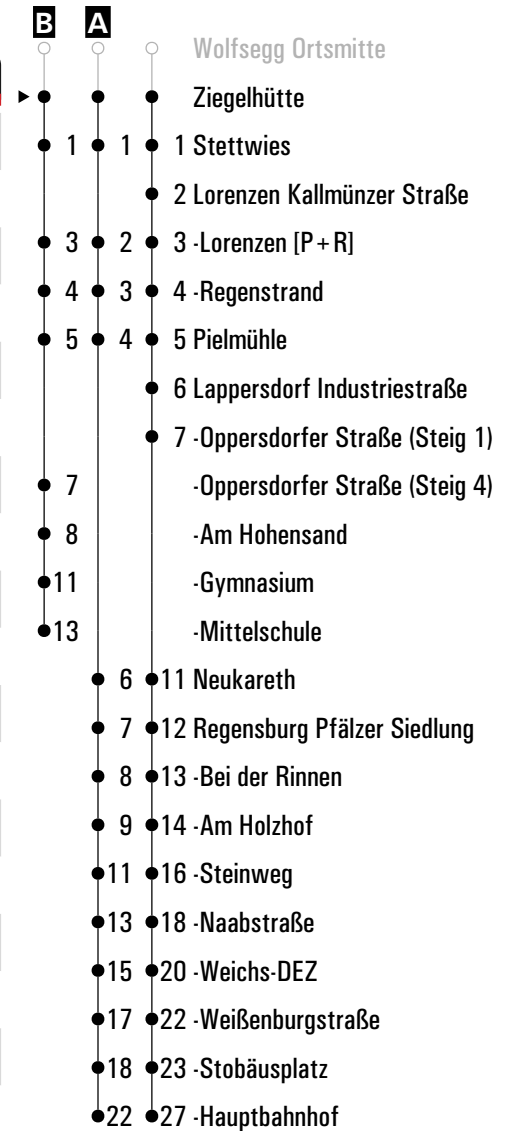 B A
Wolfsegg Ortsmitte
Ziegelhütte
1 1 1 Stettwies
2 Lorenzen Kallmünzer Straße
3 2 3 -Lorenzen [P+R]
4 3 4 -Regenstrand
5 4 5 Pielmühle
6 Lappersdorf Industriestraße
7 -Oppersdorfer Straße (Steig 1)
7 -Oppersdorfer Straße (Steig 4)
8 -Am Hohensand
11 -Gymnasium
13 -Mittelschule
6 11 Neukareth
7 12 Regensburg Pfälzer Siedlung
8 13 -Bei der Rinnen
9 14 -Am Holzhof
11 16 -Steinweg
13 18 -Naabstraße
15 20 -Weichs-DEZ
17 22 -Weißenburgstraße
18 23 -Stobäusplatz
22 27 -Hauptbahnhof